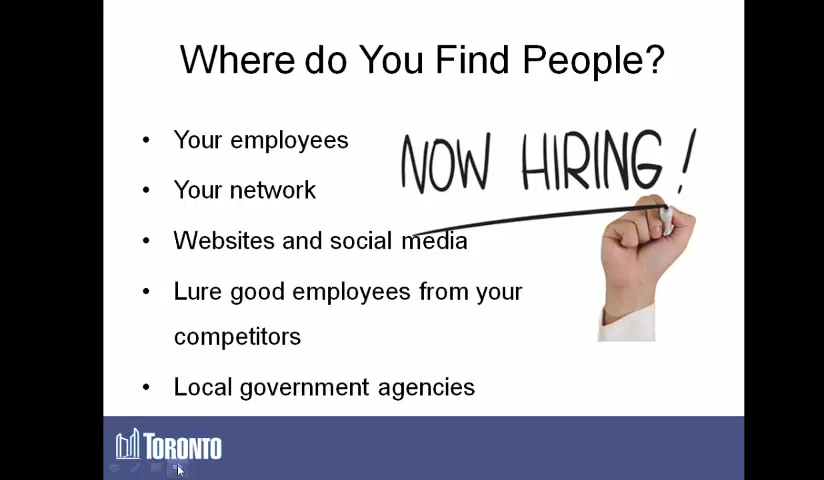 Where do You Find People?
• Your employees
• Your network
• Websites and social media
• Lure good employees from your
competitors
• Local government agencies
NOW HIRING!
TORONTO